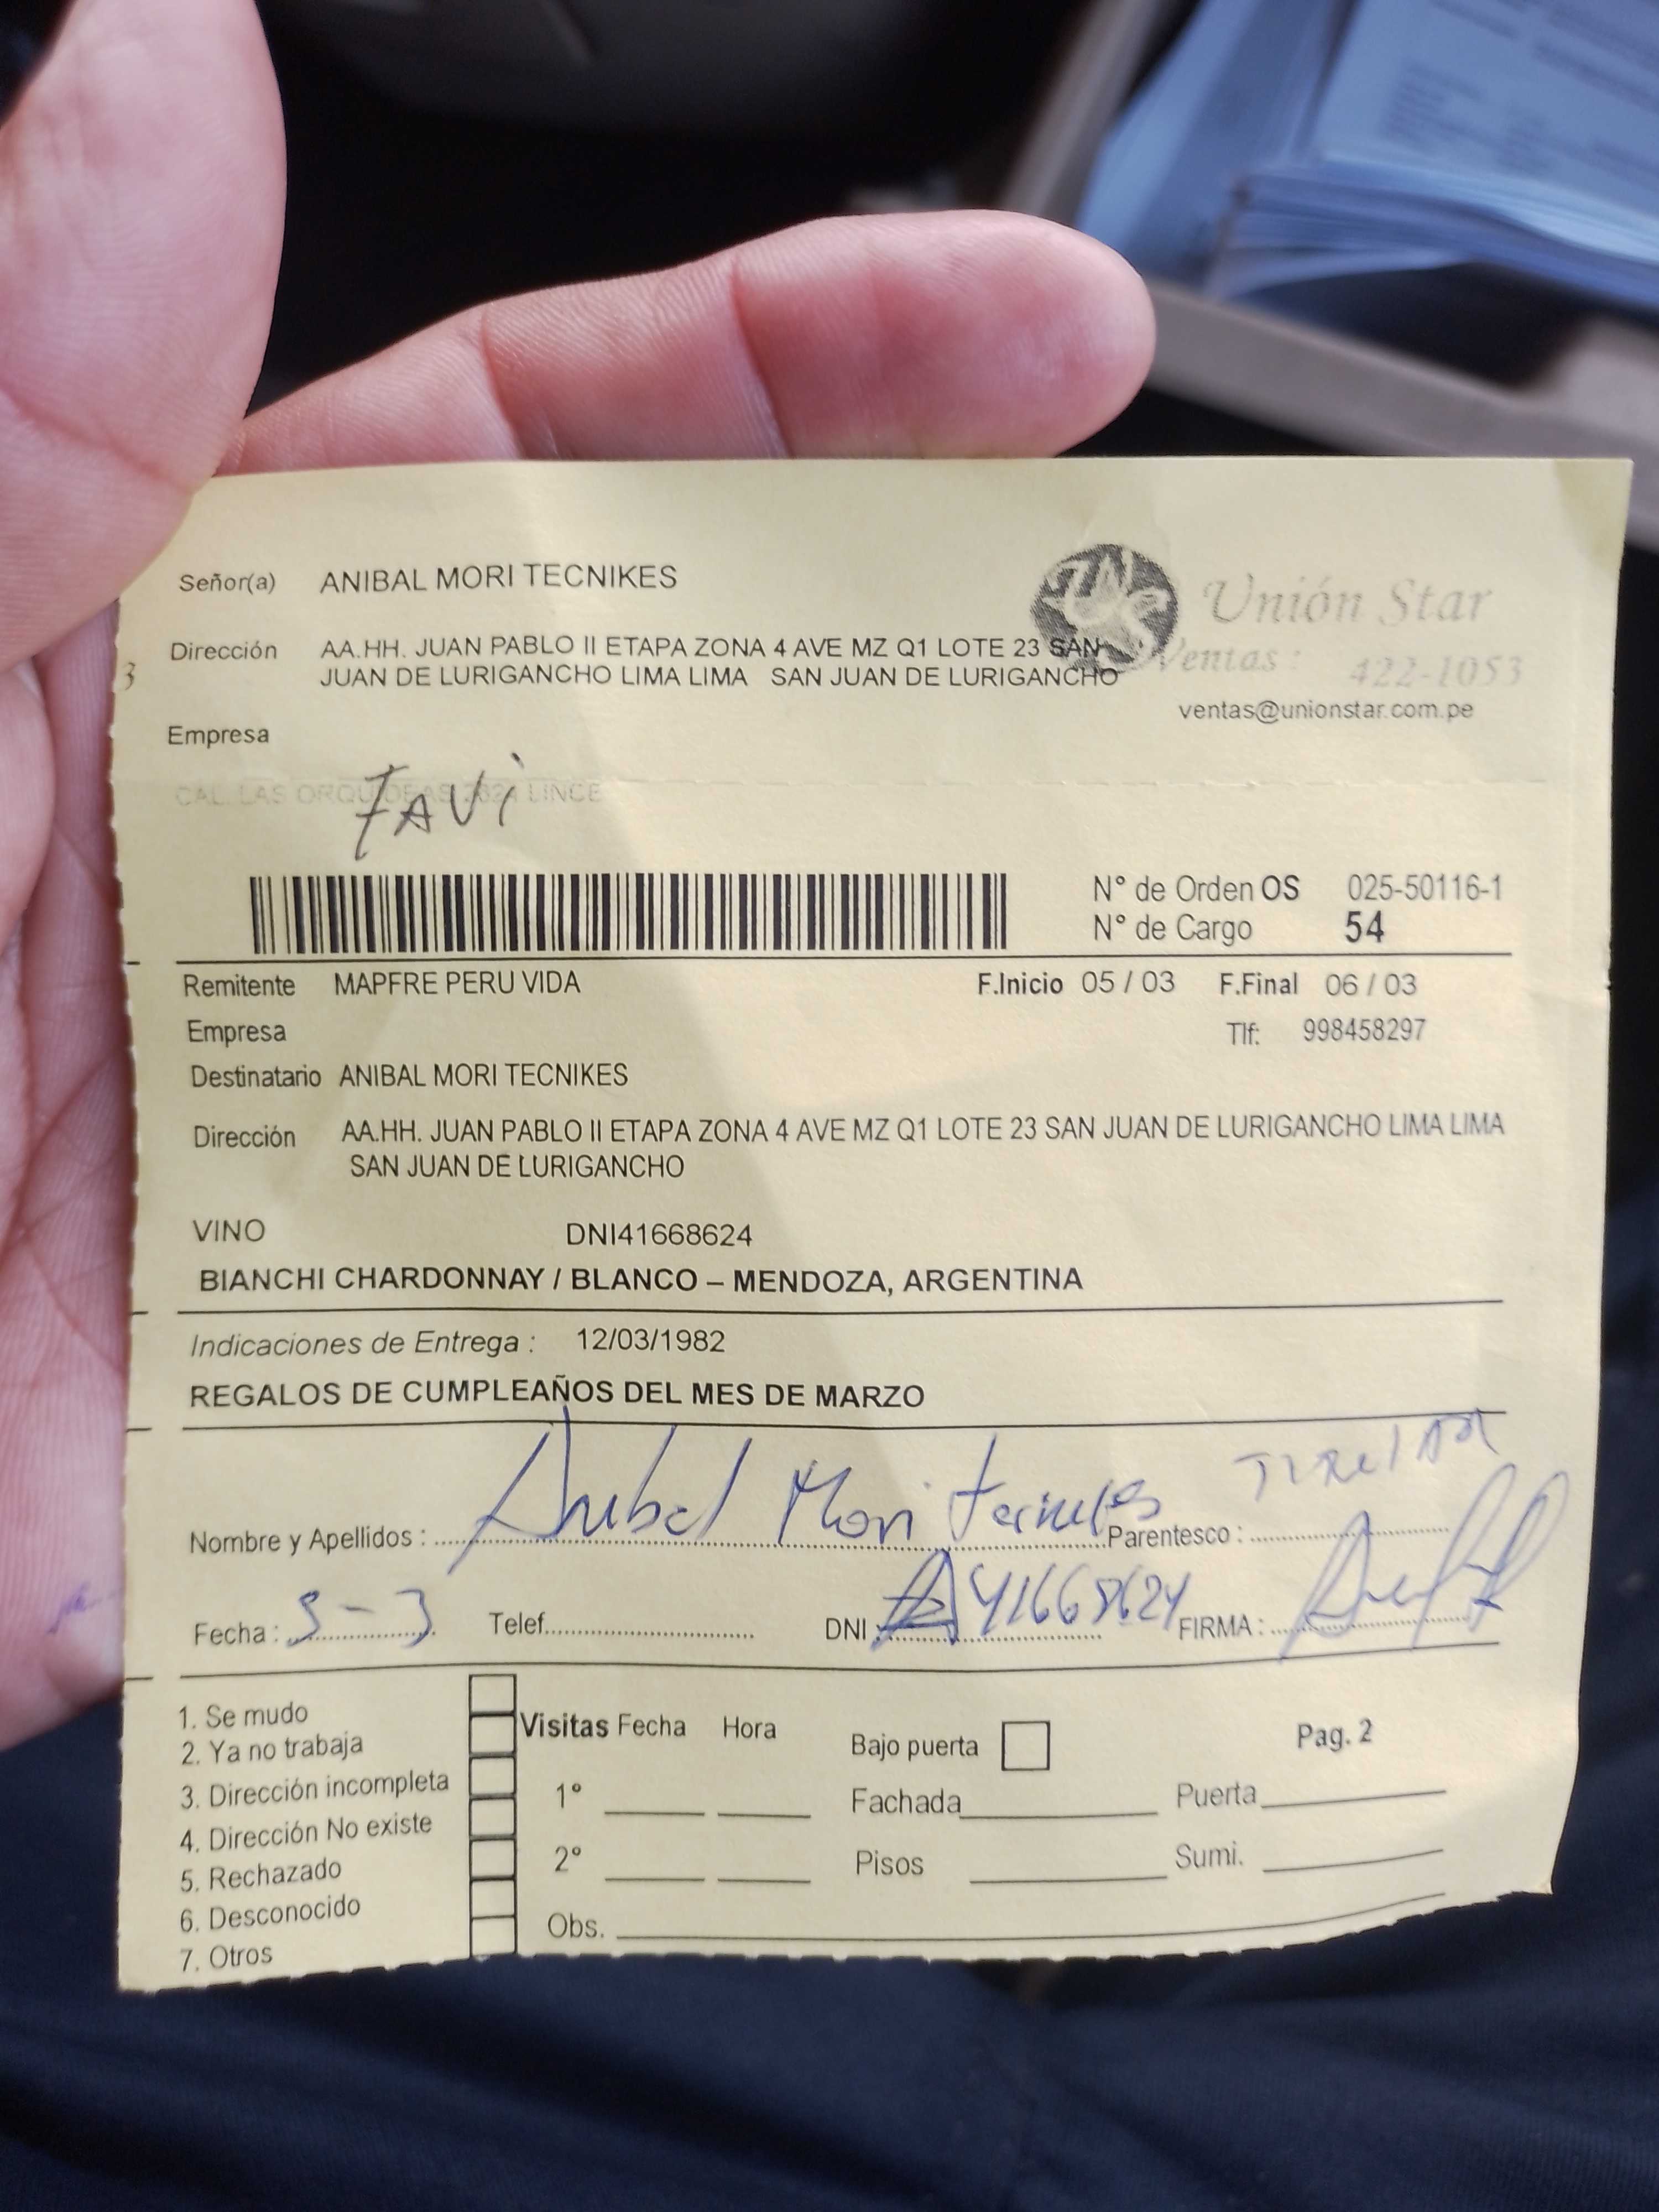 Señor(a) ANIBAL MORI TECNIKES
Unión Star
Dirección AA.HH. JUAN PABLO II ETAPA ZONA 4 AVE MZ Q1 LOTE 23 SAN
JUAN DE LURIGANCHO LIMA LIMA SAN JUAN DE LURIGANCHO
3
Ventas : 422-1053
ventas@unionstar.com.pe
Empresa
CAL. LAS ORQUIDEAS LINCE
FAVI
N° de Orden OS 025-50116-1
N° de Cargo 54
Remitente MAPFRE PERU VIDA F.Inicio 05 / 03 F.Final 06 / 03
Empresa Tlf: 998458297
Destinatario ANIBAL MORI TECNIKES
Dirección AA.HH. JUAN PABLO II ETAPA ZONA 4 AVE MZ Q1 LOTE 23 SAN JUAN DE LURIGANCHO LIMA LIMA
SAN JUAN DE LURIGANCHO
VINO DNI41668624
BIANCHI CHARDONNAY / BLANCO – MENDOZA, ARGENTINA
Indicaciones de Entrega : 12/03/1982
REGALOS DE CUMPLEAÑOS DEL MES DE MARZO
Nombre y Apellidos : Anibal Mori Tecnikes Parentesco :
Fecha : 5-3 Telef. DNI : 41668624 FIRMA :
1. Se mudo
2. Ya no trabaja
3. Dirección incompleta
4. Dirección No existe
5. Rechazado
6. Desconocido
7. Otros
Visitas Fecha Hora
1°
2°
Obs.
Bajo puerta Pag. 2
Fachada Puerta
Pisos Sumi.